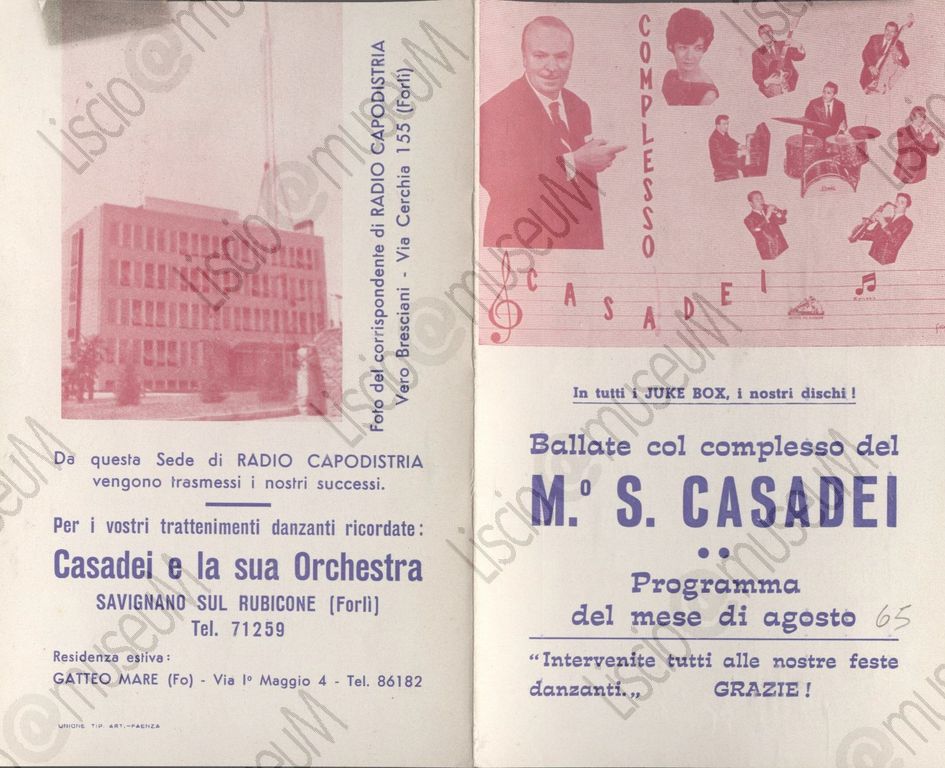 Foto del corrispondente di RADIO CAPODISTRIA
Vero Bresciani - Via Cerchia 155 (Forlì)
Da questa Sede di RADIO CAPODISTRIA
vengono trasmessi i nostri successi.
Per i vostri trattenimenti danzanti ricordate:
Casadei e la sua Orchestra
SAVIGNANO SUL RUBICONE (Forlì)
Tel. 71259
Residenza estiva:
GATTEO MARE (Fo) - Via Iº Maggio 4 - Tel. 86182
UNIONE TIP. ART.-FAENZA
COMPLESSO
CASADEI
In tutti i JUKE BOX, i nostri dischi!
Ballate col complesso del
M.º S. CASADEI
Programma
del mese di agosto 65
“Intervenite tutti alle nostre feste
danzanti.„ GRAZIE!
Liscio@museuM